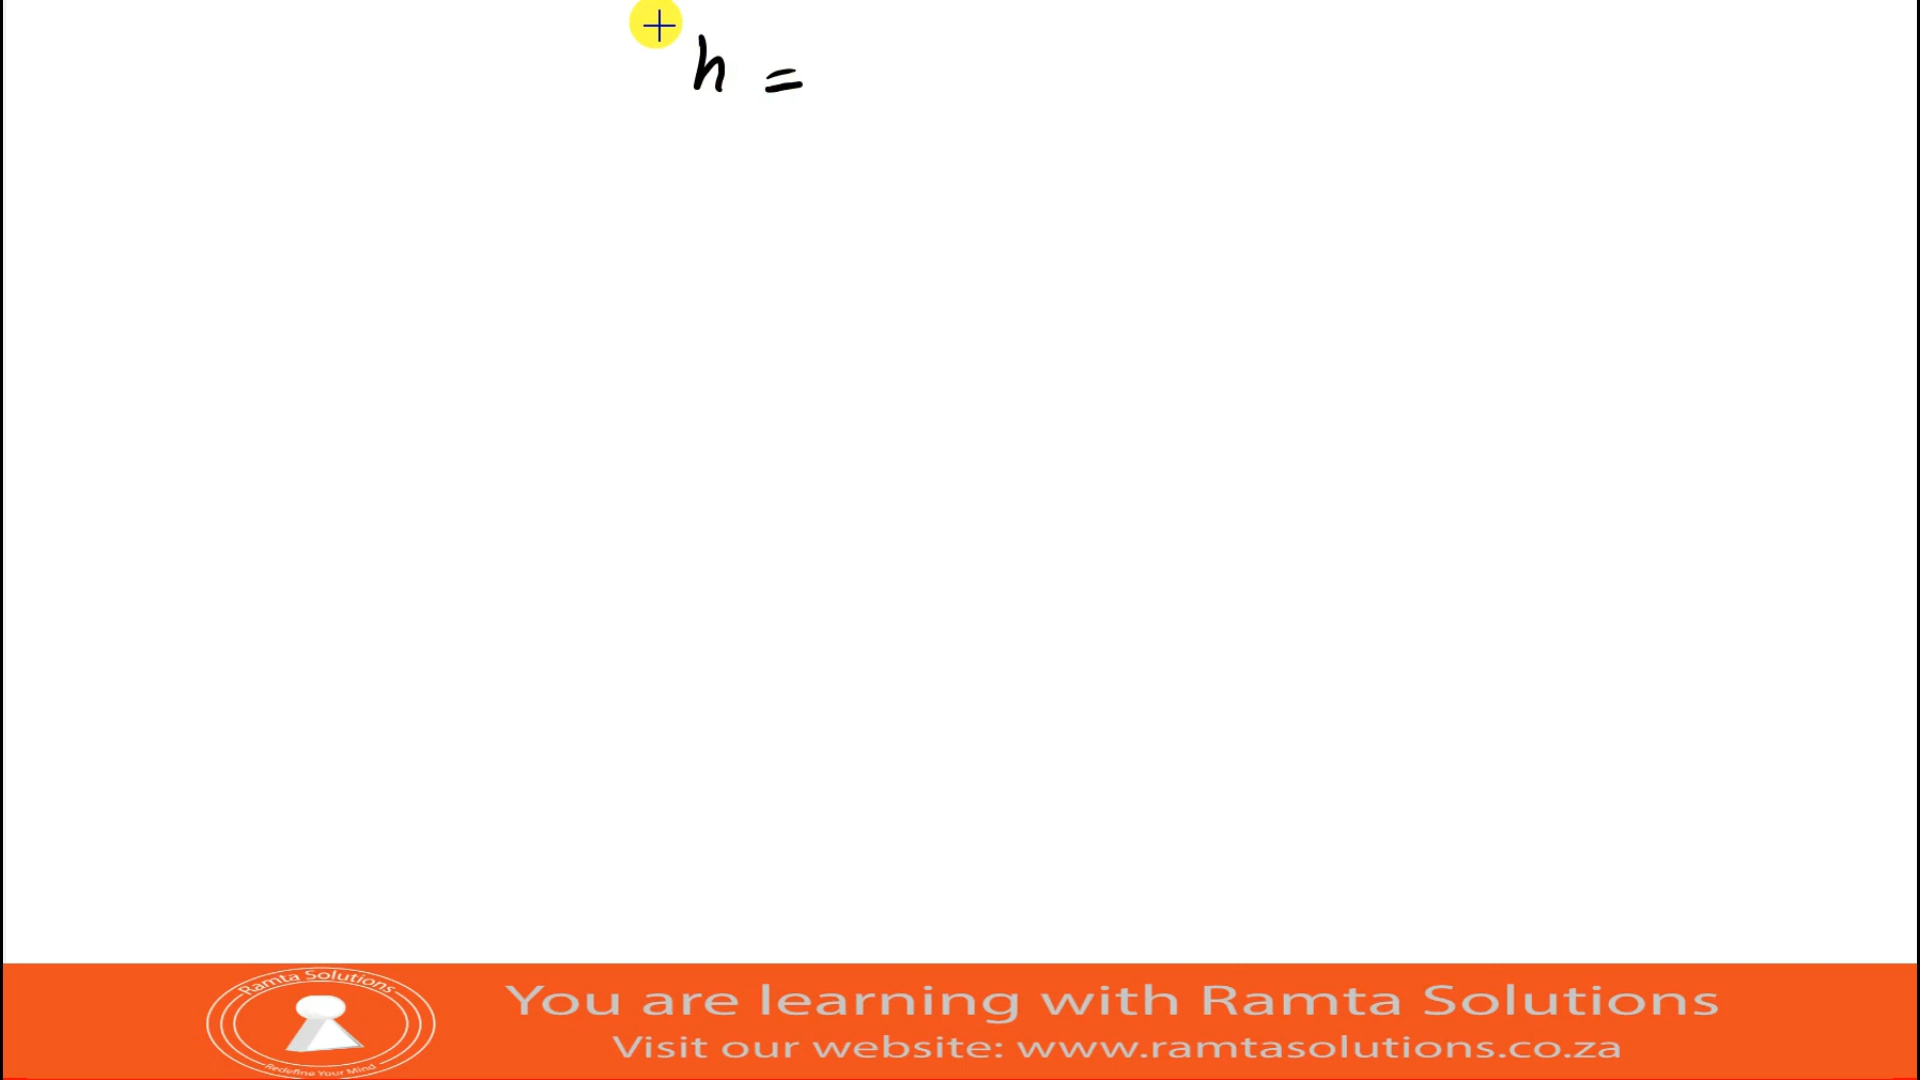 h =
Ramta Solutions
You are learning with Ramta Solutions
Visit our website: www.ramtasolutions.co.za
Redefine Your Mind